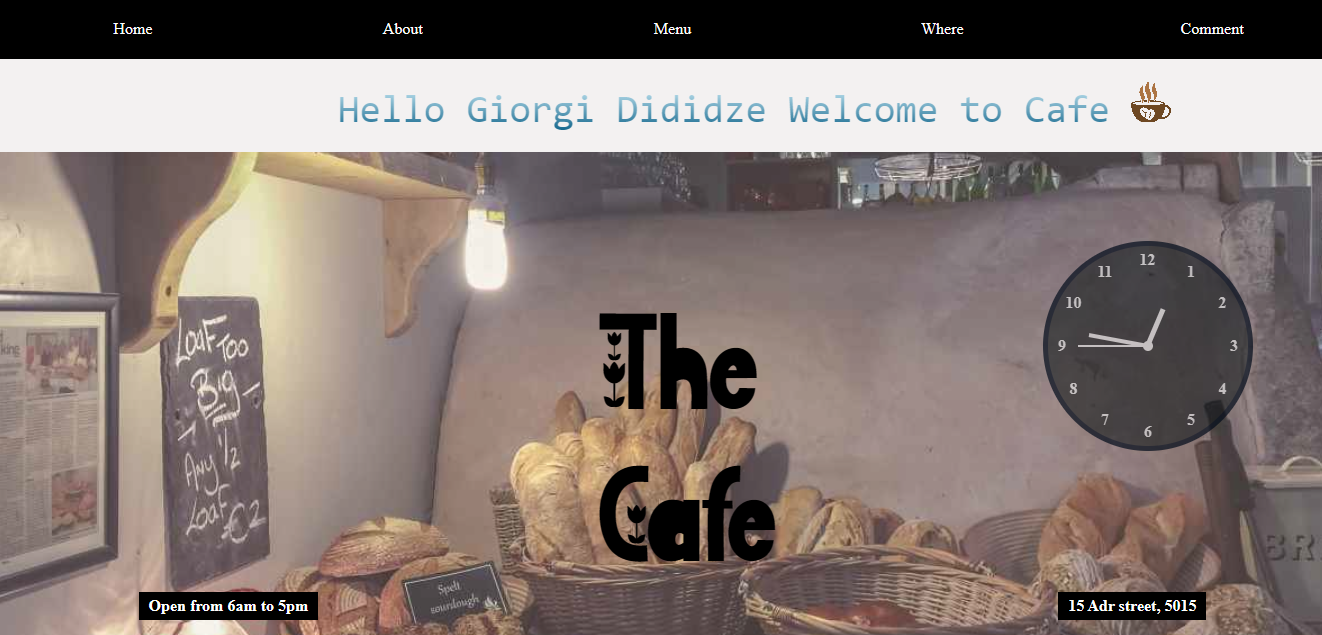 Home About Menu Where Comment
Hello Giorgi Dididze Welcome to Cafe
12
11 1
10 2
9 3
8 4
7 5
6
LOAF TOO
BIG
ANY 1/2
LOAF €2
The
Cafe
Spelt
sourdough
Open from 6am to 5pm
15 Adr street, 5015